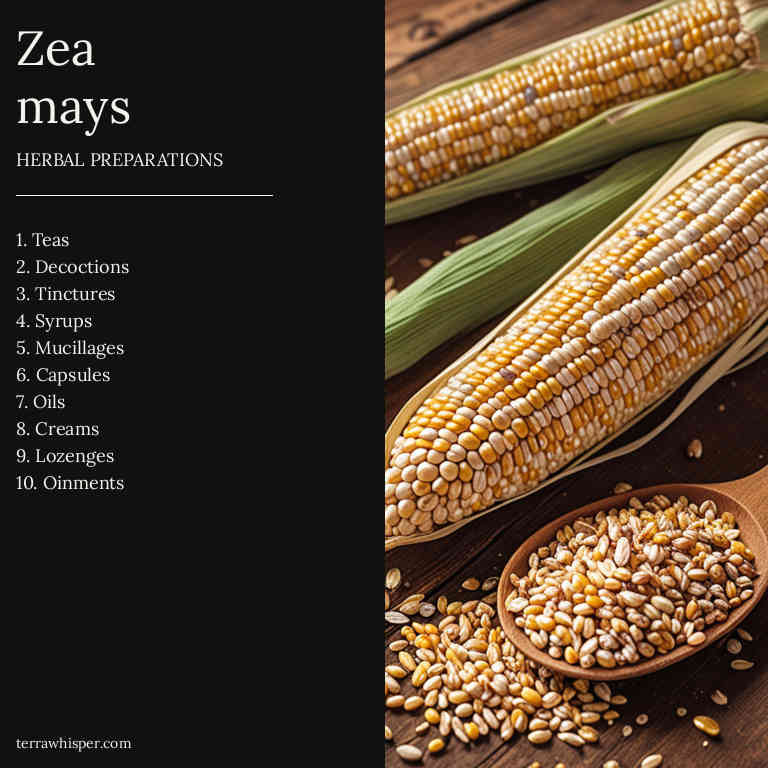 Zea
mays
HERBAL PREPARATIONS
1. Teas
2. Decoctions
3. Tinctures
4. Syrups
5. Mucillages
6. Capsules
7. Oils
8. Creams
9. Lozenges
10. Oinments
terrawhisper.com